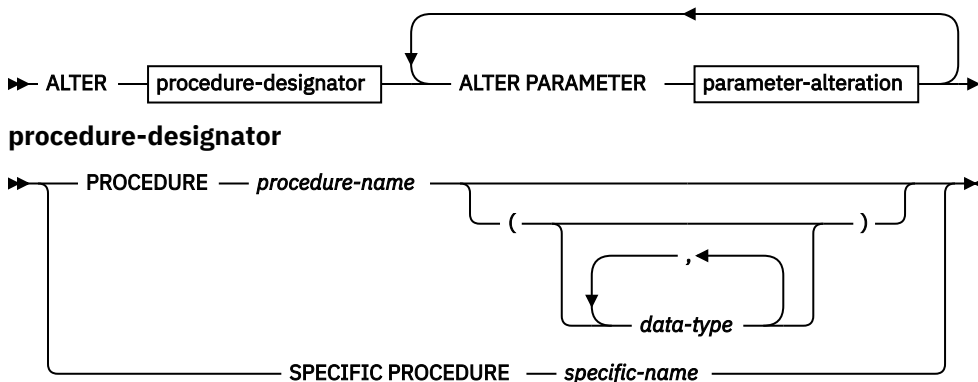 ALTER procedure-designator ALTER PARAMETER parameter-alteration
procedure-designator
PROCEDURE procedure-name
( )
,
data-type
SPECIFIC PROCEDURE specific-name